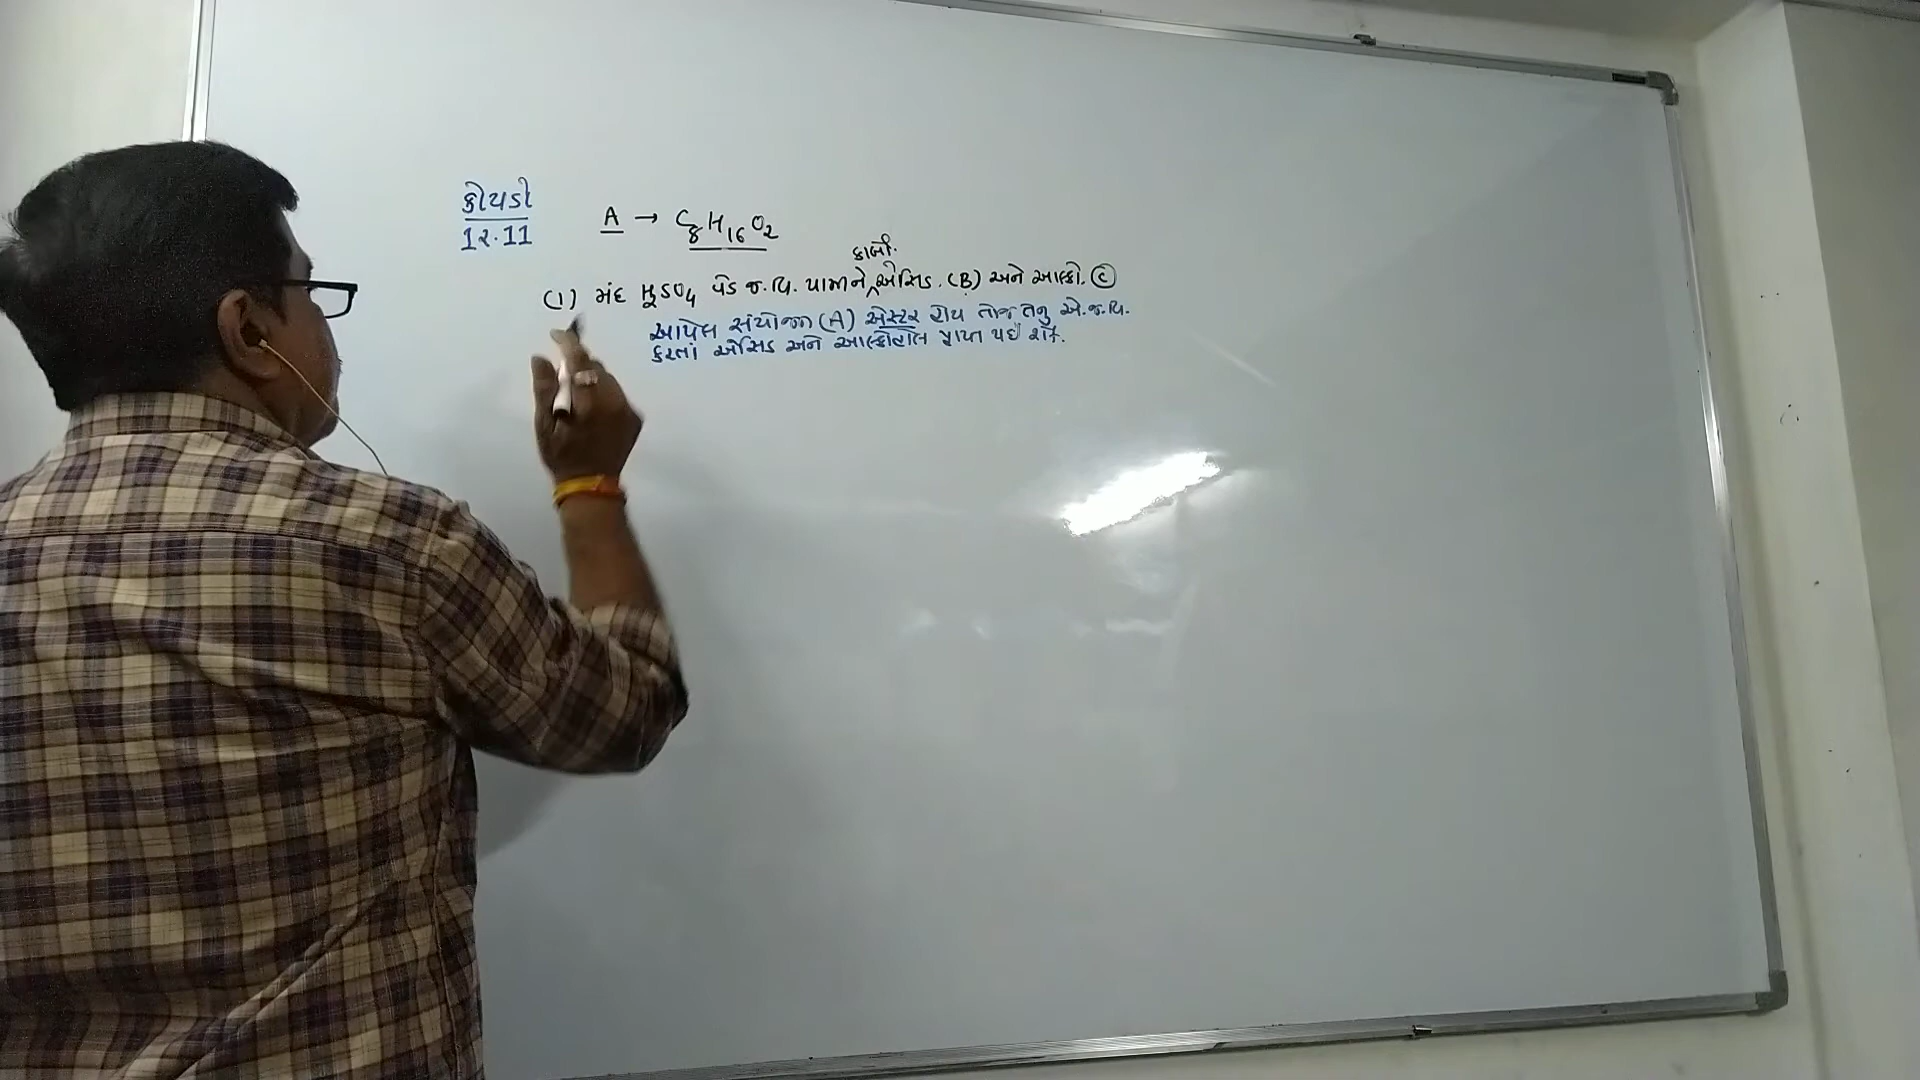 કોયડો
12.11
A → C8H16O2
કાર્બો.
(1) મંદ H2SO4 વડે જ.વિ. પામીને ^ એસિડ. (B) અને આલ્કો. (C)
આપેલ સંયોજન (A) એસ્ટર હોય તોજ તેનુ એ.જ.વિ.
કરતાં એસિડ અને આલ્કોહોલ પ્રાપ્ત થઈ શકે.